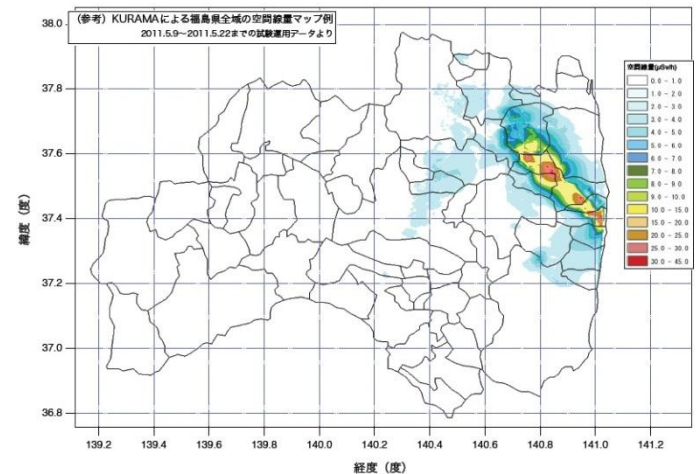 （参考）KURAMAによる福島県全域の空間線量マップ例
2011.5.9〜2011.5.22までの試験運用データより
38.0
37.8
37.6
37.4
37.2
37.0
36.8
緯度（度）
139.2
139.4
139.6
139.8
140.0
140.2
140.4
140.6
140.8
141.0
141.2
経度（度）
空間線量(μSv/h)
0.0 - 1.0
1.0 - 2.0
2.0 - 3.0
3.0 - 4.0
4.0 - 5.0
5.0 - 6.0
6.0 - 7.0
7.0 - 8.0
8.0 - 9.0
9.0 - 10.0
10.0 - 15.0
15.0 - 20.0
20.0 - 25.0
25.0 - 30.0
30.0 - 45.0